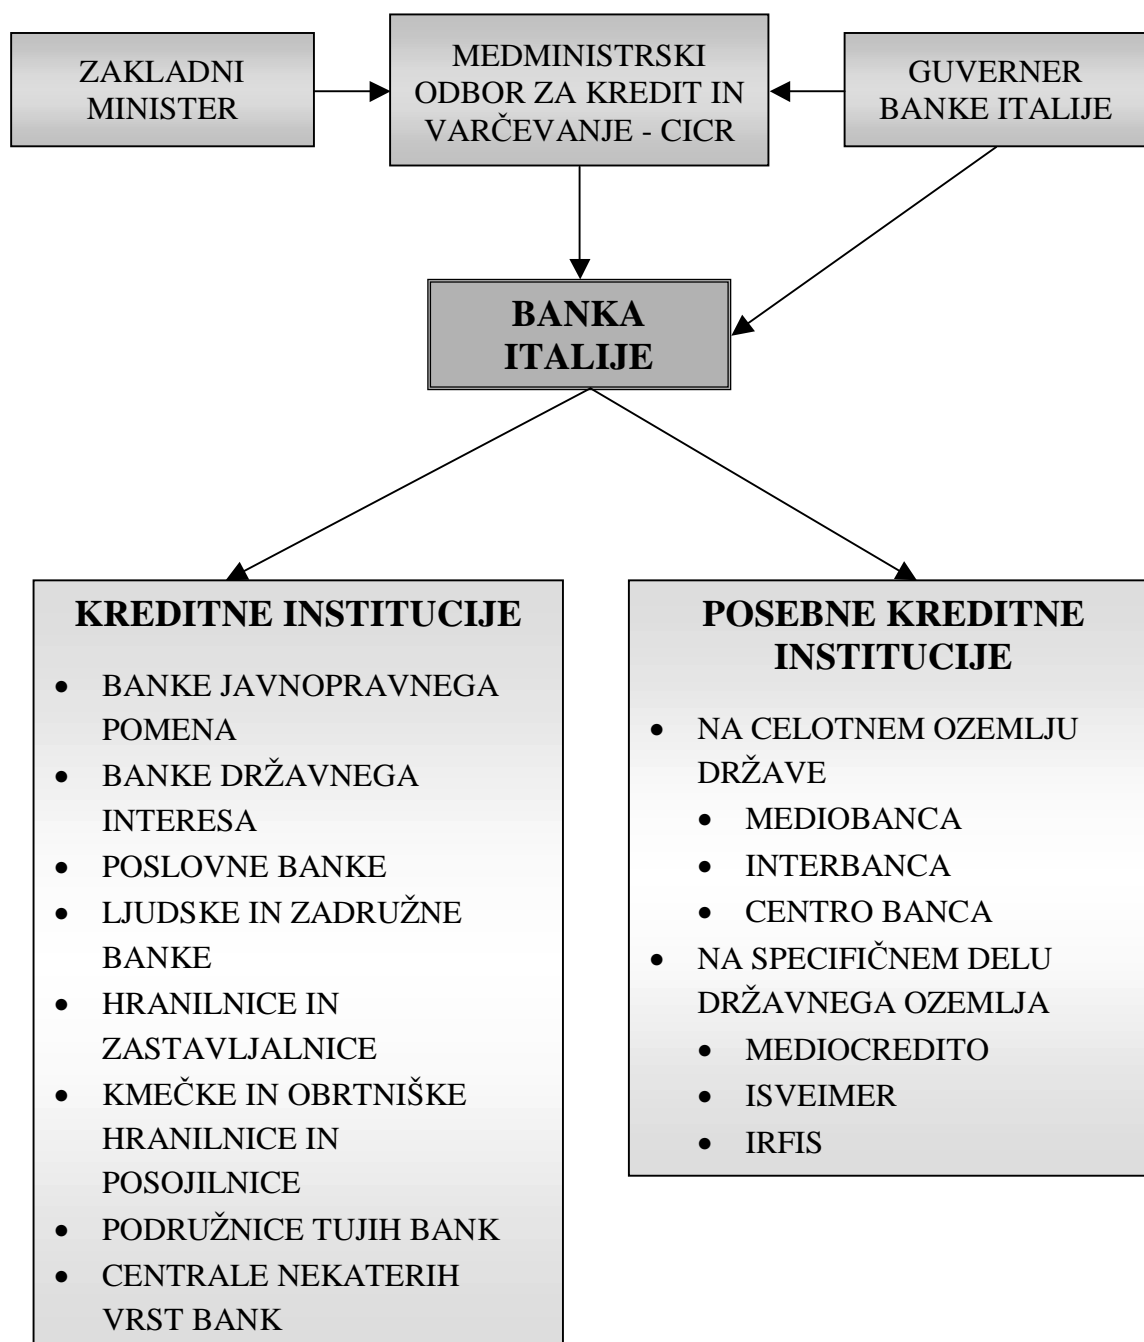 ZAKLADNI
MINISTER
MEDMINISTRSKI
ODBOR ZA KREDIT IN
VARČEVANJE - CICR
GUVERNER
BANKE ITALIJE
BANKA
ITALIJE
KREDITNE INSTITUCIJE
• BANKE JAVNOPRAVNEGA
POMENA
• BANKE DRŽAVNEGA
INTERESA
• POSLOVNE BANKE
• LJUDSKE IN ZADRUŽNE
BANKE
• HRANILNICE IN
ZASTAVLJALNICE
• KMEČKE IN OBRTNIŠKE
HRANILNICE IN
POSOJILNICE
• PODRUŽNICE TUJIH BANK
• CENTRALE NEKATERIH
VRST BANK
POSEBNE KREDITNE
INSTITUCIJE
• NA CELOTNEM OZEMLJU
DRŽAVE
• MEDIOBANCA
• INTERBANCA
• CENTRO BANCA
• NA SPECIFIČNEM DELU
DRŽAVNEGA OZEMLJA
• MEDIOCREDITO
• ISVEIMER
• IRFIS